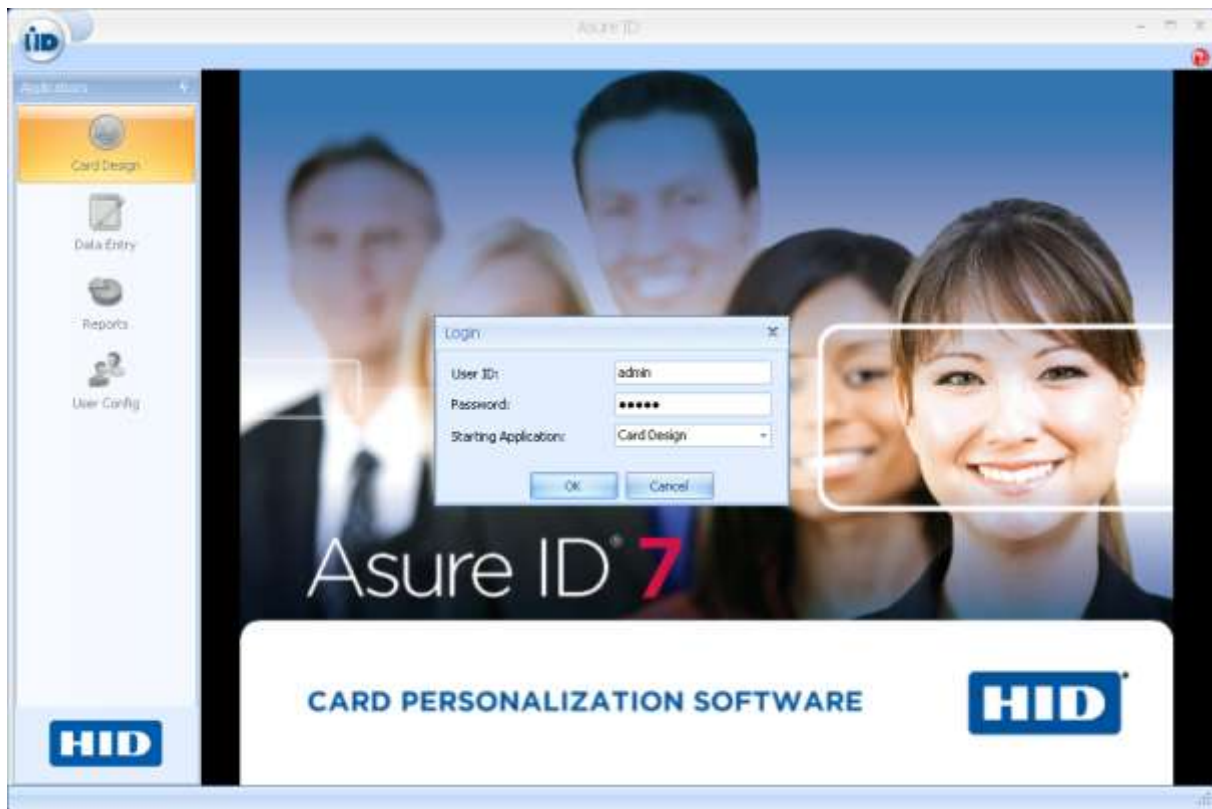 Asure ID
Applications
Card Design
Data Entry
Reports
User Config
HID
Login
User ID: admin
Password: •••••
Starting Application: Card Design
OK Cancel
Asure ID® 7
CARD PERSONALIZATION SOFTWARE
HID